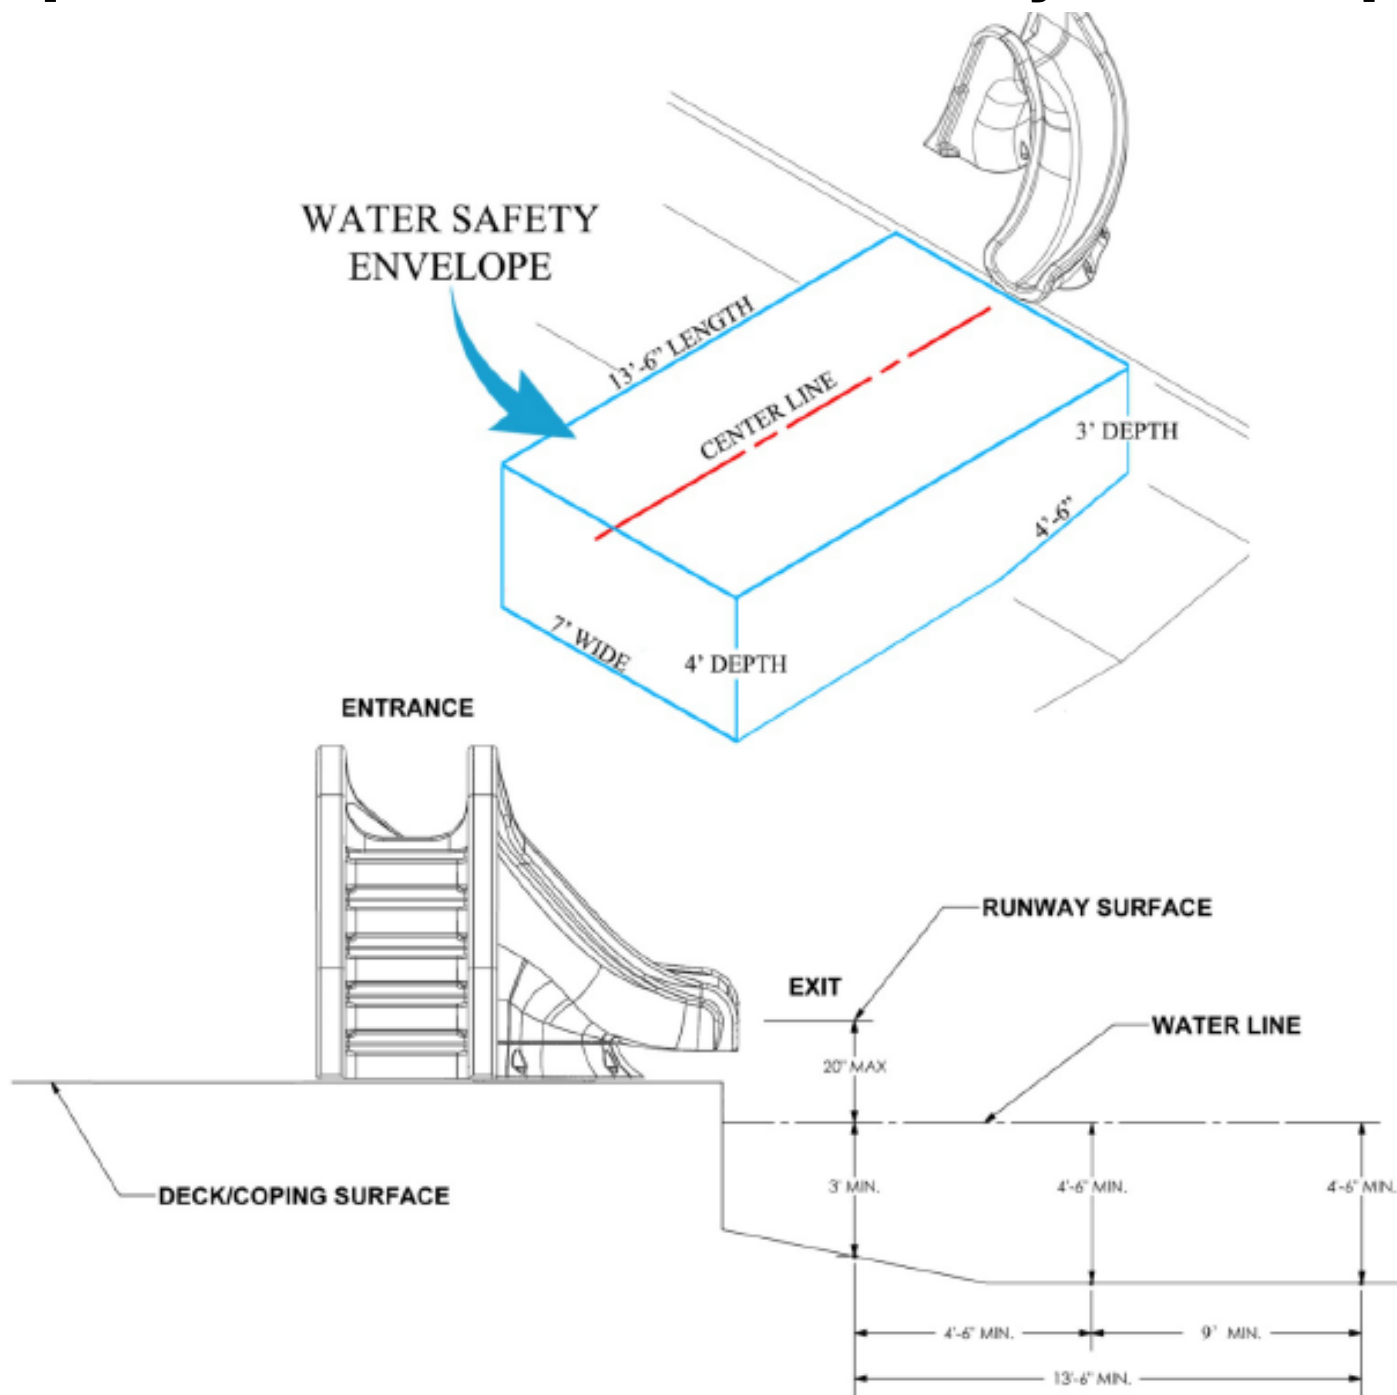 WATER SAFETY
ENVELOPE
13'-6" LENGTH
CENTER LINE
3' DEPTH
4'-6"
7' WIDE
4' DEPTH
ENTRANCE
RUNWAY SURFACE
EXIT
WATER LINE
20" MAX
DECK/COPING SURFACE
3' MIN.
4'-6" MIN.
4'-6" MIN.
4'-6" MIN.
9' MIN.
13'-6" MIN.